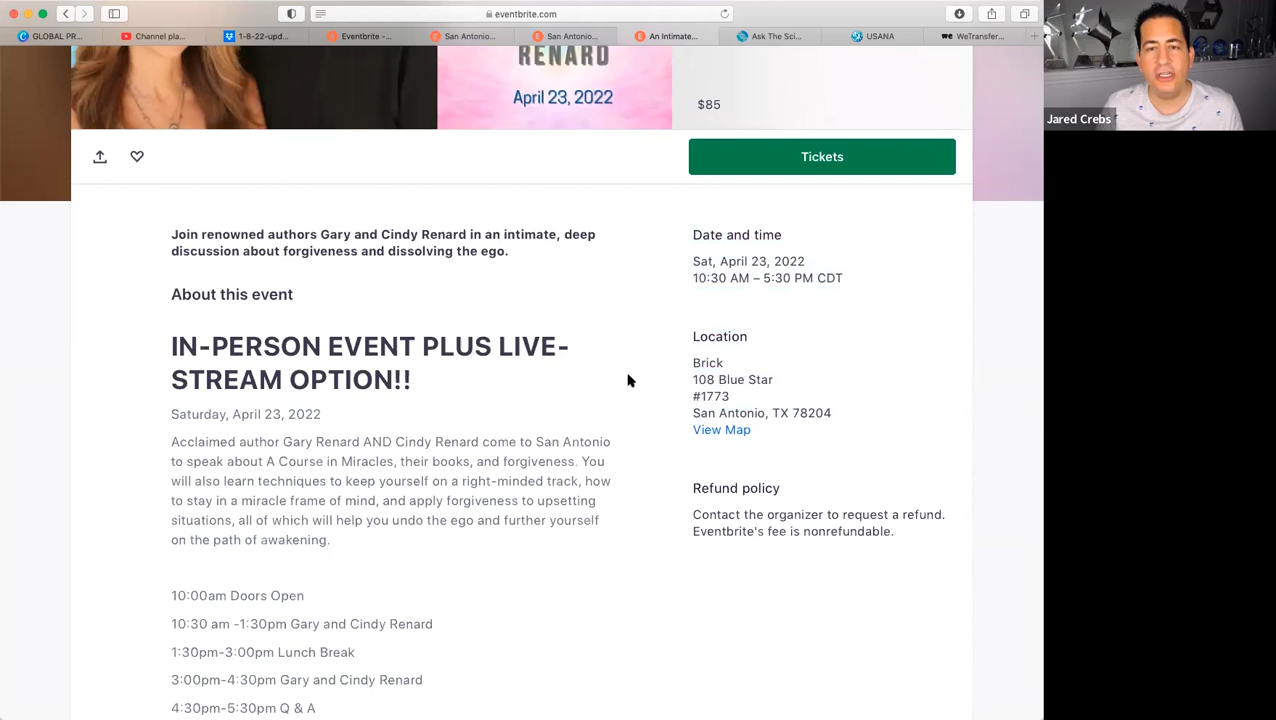 eventbrite.com
GLOBAL PR...
Channel pla...
1-8-22-upd...
Eventbrite -...
San Antonio...
San Antonio...
An Intimate...
Ask The Sci...
USANA
WeTransfer...
RENARD
April 23, 2022
$85
Jared Crebs
Tickets
Join renowned authors Gary and Cindy Renard in an intimate, deep
discussion about forgiveness and dissolving the ego.
About this event
IN-PERSON EVENT PLUS LIVE-
STREAM OPTION!!
Saturday, April 23, 2022
Acclaimed author Gary Renard AND Cindy Renard come to San Antonio
to speak about A Course in Miracles, their books, and forgiveness. You
will also learn techniques to keep yourself on a right-minded track, how
to stay in a miracle frame of mind, and apply forgiveness to upsetting
situations, all of which will help you undo the ego and further yourself
on the path of awakening.
10:00am Doors Open
10:30 am -1:30pm Gary and Cindy Renard
1:30pm-3:00pm Lunch Break
3:00pm-4:30pm Gary and Cindy Renard
4:30pm-5:30pm Q & A
Date and time
Sat, April 23, 2022
10:30 AM – 5:30 PM CDT
Location
Brick
108 Blue Star
#1773
San Antonio, TX 78204
View Map
Refund policy
Contact the organizer to request a refund.
Eventbrite's fee is nonrefundable.